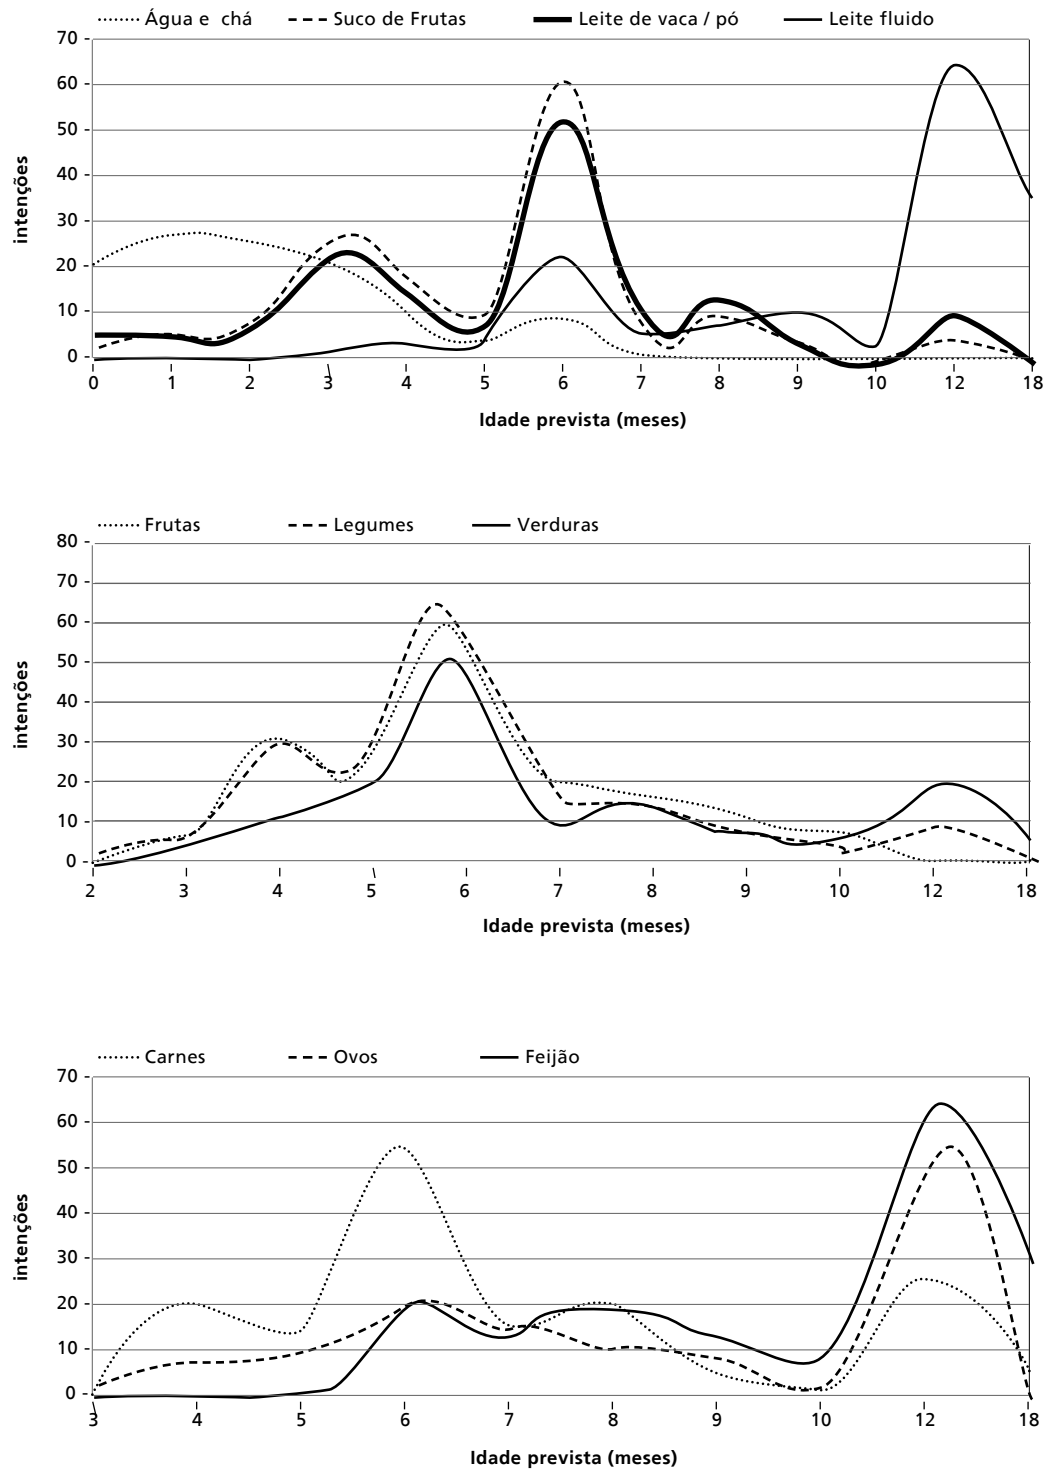 Água e chá Suco de Frutas Leite de vaca / pó Leite fluido
70
60
50
40
30
20
10
0
intenções
0 1 2 3 4 5 6 7 8 9 10 12 18
Idade prevista (meses)
Frutas Legumes Verduras
80
70
60
50
40
30
20
10
0
intenções
2 3 4 5 6 7 8 9 10 12 18
Idade prevista (meses)
Carnes Ovos Feijão
70
60
50
40
30
20
10
0
intenções
3 4 5 6 7 8 9 10 12 18
Idade prevista (meses)